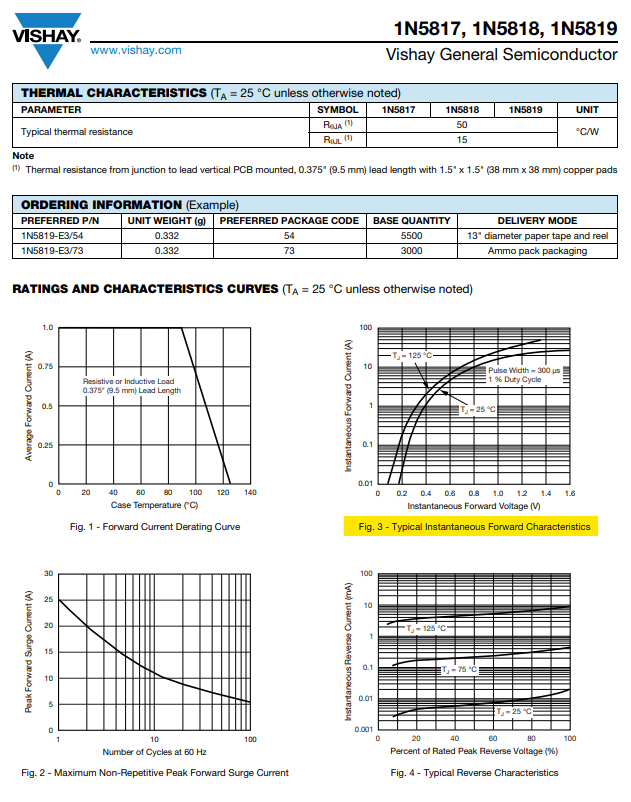 VISHAY.
www.vishay.com
1N5817, 1N5818, 1N5819
Vishay General Semiconductor
THERMAL CHARACTERISTICS (TA = 25 °C unless otherwise noted)
PARAMETER SYMBOL 1N5817 1N5818 1N5819 UNIT
Typical thermal resistance RθJA (1) 50 °C/W
RθJL (1) 15
Note
(1) Thermal resistance from junction to lead vertical PCB mounted, 0.375" (9.5 mm) lead length with 1.5" x 1.5" (38 mm x 38 mm) copper pads
ORDERING INFORMATION (Example)
PREFERRED P/N UNIT WEIGHT (g) PREFERRED PACKAGE CODE BASE QUANTITY DELIVERY MODE
1N5819-E3/54 0.332 54 5500 13" diameter paper tape and reel
1N5819-E3/73 0.332 73 3000 Ammo pack packaging
RATINGS AND CHARACTERISTICS CURVES (TA = 25 °C unless otherwise noted)
Average Forward Current (A)
1.0
0.75
0.5
0.25
0
Resistive or Inductive Load
0.375" (9.5 mm) Lead Length
0 20 40 60 80 100 120 140
Case Temperature (°C)
Fig. 1 - Forward Current Derating Curve
Instantaneous Forward Current (A)
100
10
1
0.1
0.01
TJ = 125 °C
Pulse Width = 300 µs
1 % Duty Cycle
TJ = 25 °C
0 0.2 0.4 0.6 0.8 1.0 1.2 1.4 1.6
Instantaneous Forward Voltage (V)
Fig. 3 - Typical Instantaneous Forward Characteristics
Peak Forward Surge Current (A)
30
25
20
15
10
5
0
1 10 100
Number of Cycles at 60 Hz
Fig. 2 - Maximum Non-Repetitive Peak Forward Surge Current
Instantaneous Reverse Current (mA)
100
10
1
0.1
0.01
0.001
TJ = 125 °C
TJ = 75 °C
TJ = 25 °C
0 20 40 60 80 100
Percent of Rated Peak Reverse Voltage (%)
Fig. 4 - Typical Reverse Characteristics